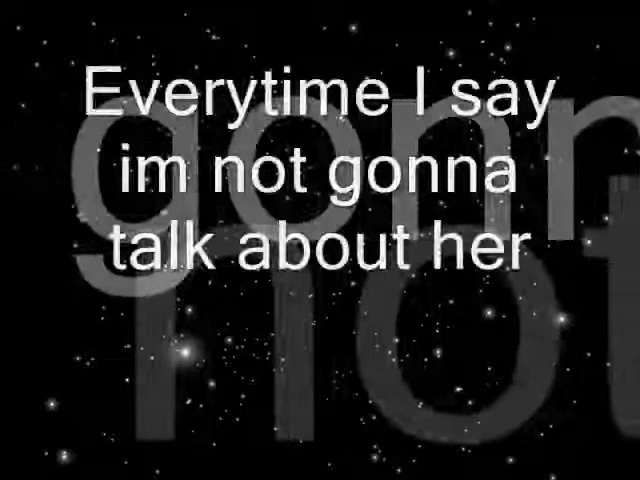 Everytime I say
im not gonna
talk about her
gonn
not